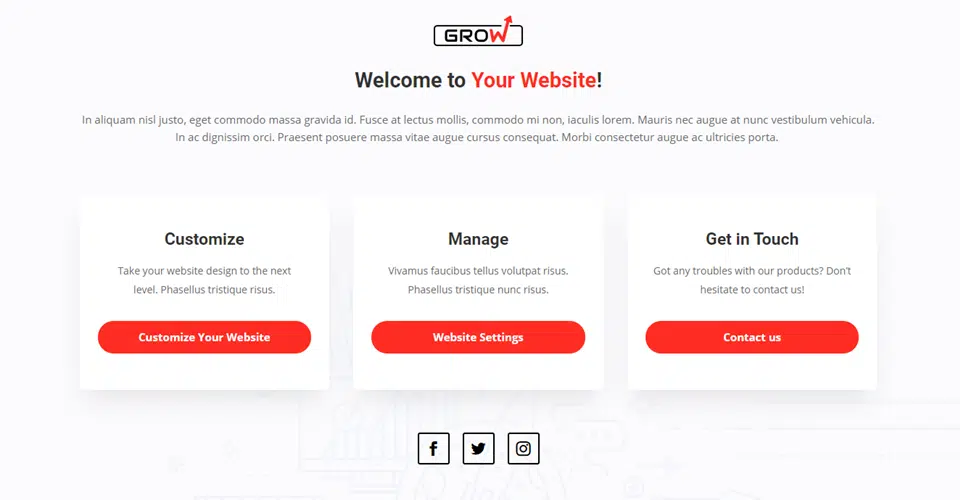 GROW
Welcome to Your Website!
In aliquam nisl justo, eget commodo massa gravida id. Fusce at lectus mollis, commodo mi non, iaculis lorem. Mauris nec augue at nunc vestibulum vehicula.
In ac dignissim orci. Praesent posuere massa vitae augue cursus consequat. Morbi consectetur augue ac ultricies porta.
Customize
Take your website design to the next
level. Phasellus tristique risus.
Customize Your Website
Manage
Vivamus faucibus tellus volutpat risus.
Phasellus tristique nunc risus.
Website Settings
Get in Touch
Got any troubles with our products? Don't
hesitate to contact us!
Contact us